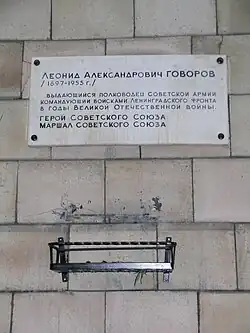 Леонид Александрович ГОВОРОВ
/1897-1955 г./
ВЫДАЮЩИЙСЯ ПОЛКОВОДЕЦ СОВЕТСКОЙ АРМИИ
КОМАНДУЮЩИЙ ВОЙСКАМИ ЛЕНИНГРАДСКОГО ФРОНТА
В ГОДЫ ВЕЛИКОЙ ОТЕЧЕСТВЕННОЙ ВОЙНЫ.
ГЕРОЙ СОВЕТСКОГО СОЮЗА
МАРШАЛ СОВЕТСКОГО СОЮЗА